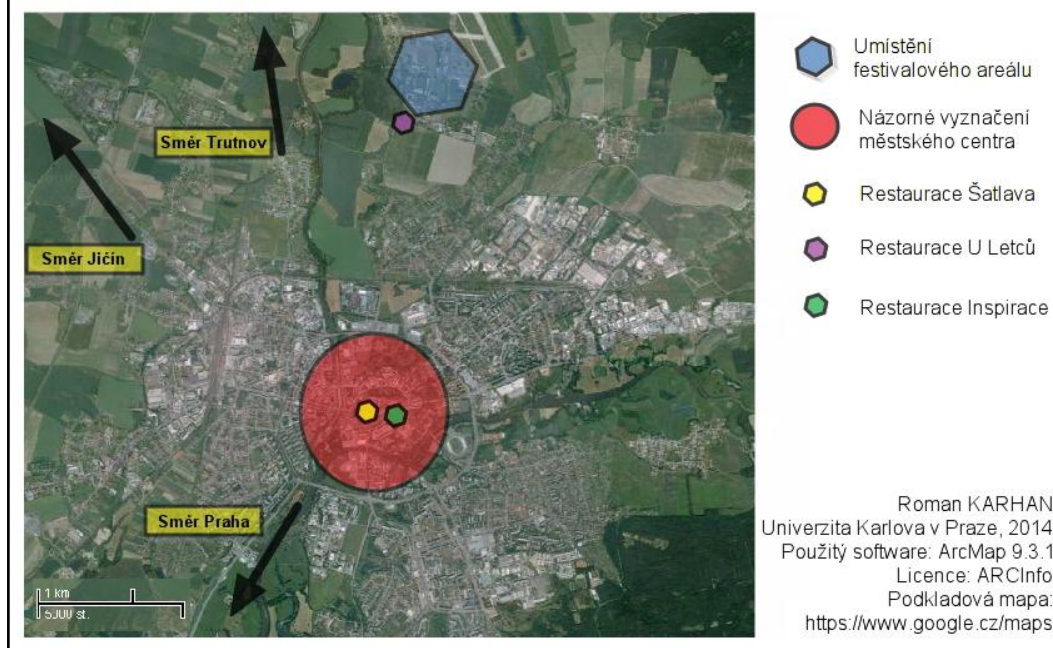 Směr Trutnov
Směr Jičín
Směr Praha
1 km
5000 st.
Umístění
festivalového areálu
Názorné vyznačení
městského centra
Restaurace Šatlava
Restaurace U Letců
Restaurace Inspirace
Roman KARHAN
Univerzita Karlova v Praze, 2014
Použitý software: ArcMap 9.3.1
Licence: ARCInfo
Podkladová mapa:
https://www.google.cz/maps